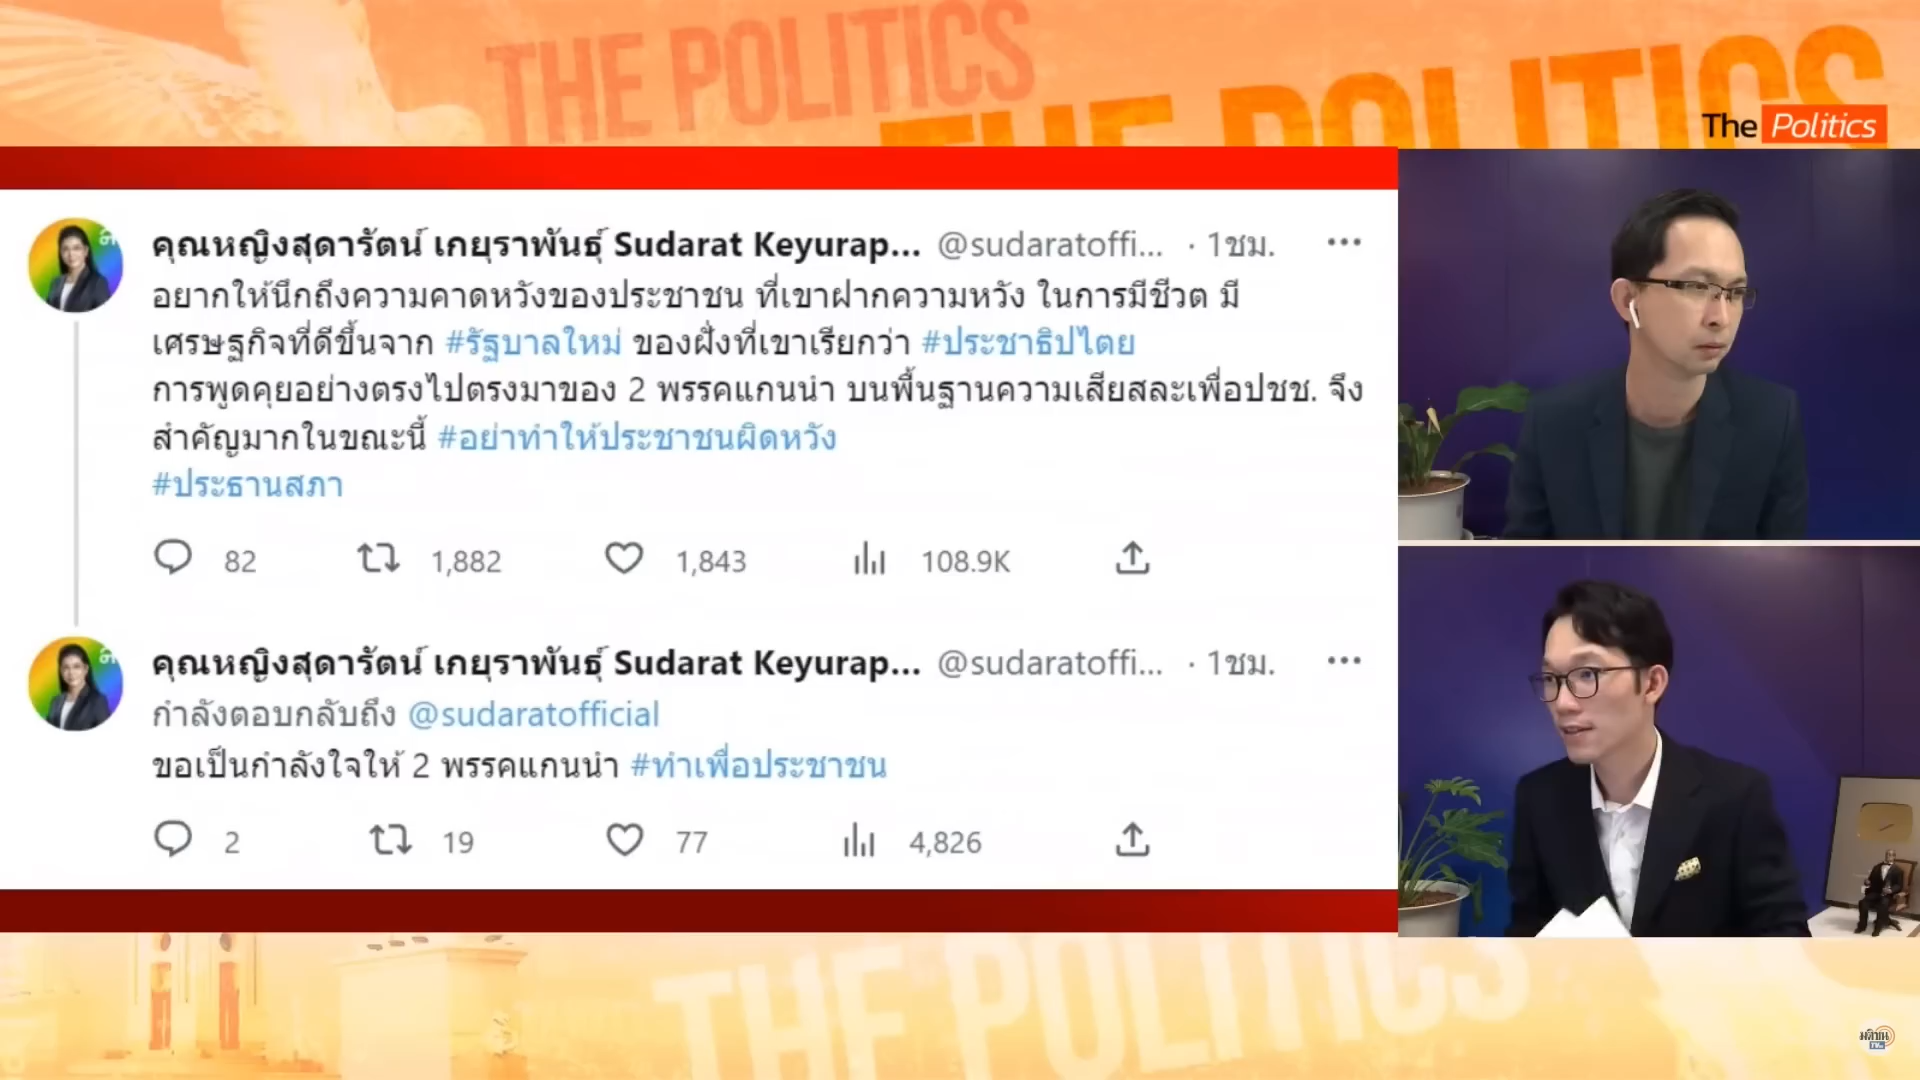 THE POLITICS
THE POLITICS
The Politics
คุณหญิงสุดารัตน์ เกยุราพันธุ์ Sudarat Keyurap... @sudaratoffi... · 1ชม.
อยากให้นึกถึงความคาดหวังของประชาชน ที่เขาฝากความหวัง ในการมีชีวต มี
เศรษฐกิจที่ดีขึ้นจาก #รัฐบาลใหม่ ของฝั่งที่เขาเรียกว่า #ประชาธิปไตย
การพูดคุยอย่างตรงไปตรงมาของ 2 พรรคแกนนำ บนพื้นฐานความเสียสละเพื่อปชช. จึง
สำคัญมากในขณะนี้ #อย่าทำให้ประชาชนผิดหวัง
#ประธานสภา
82 1,882 1,843 108.9K
คุณหญิงสุดารัตน์ เกยุราพันธุ์ Sudarat Keyurap... @sudaratoffi... · 1ชม.
กำลังตอบกลับถึง @sudaratofficial
ขอเป็นกำลังใจให้ 2 พรรคแกนนำ #ทำเพื่อประชาชน
2 19 77 4,826
THE POLITICS
มติชน